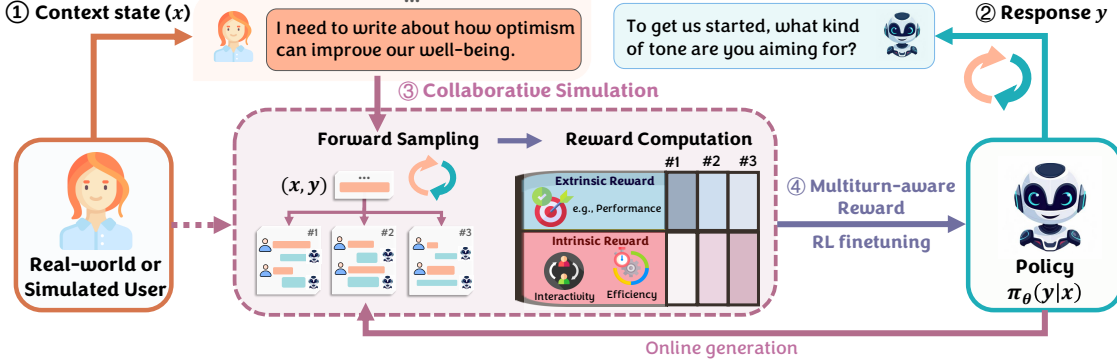 ① Context state (x)
...
I need to write about how optimism
can improve our well-being.
To get us started, what kind
of tone are you aiming for?
② Response y
③ Collaborative Simulation
Forward Sampling
Reward Computation
#1 #2 #3
(x, y)
...
#1
#2
#3
Extrinsic Reward
e.g., Performance
Intrinsic Reward
Interactivity
Efficiency
④ Multiturn-aware
Reward
RL finetuning
Real-world or
Simulated User
Policy
π_θ(y|x)
Online generation